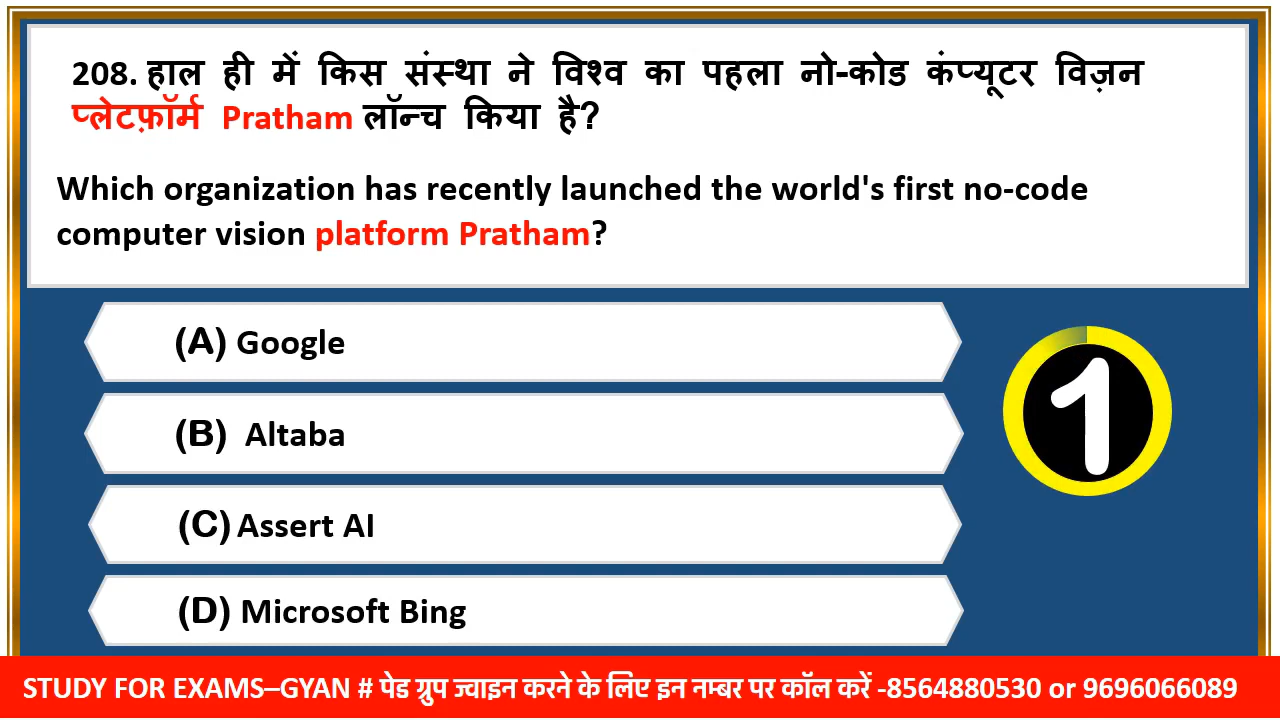 208. हाल ही में किस संस्था ने विश्व का पहला नो-कोड कंप्यूटर विज़न
प्लेटफ़ॉर्म Pratham लॉन्च किया है?
Which organization has recently launched the world's first no-code
computer vision platform Pratham?
(A) Google
(B) Altaba
(C) Assert AI
(D) Microsoft Bing
1
STUDY FOR EXAMS–GYAN # पेड ग्रुप ज्वाइन करने के लिए इन नम्बर पर कॉल करें -8564880530 or 9696066089